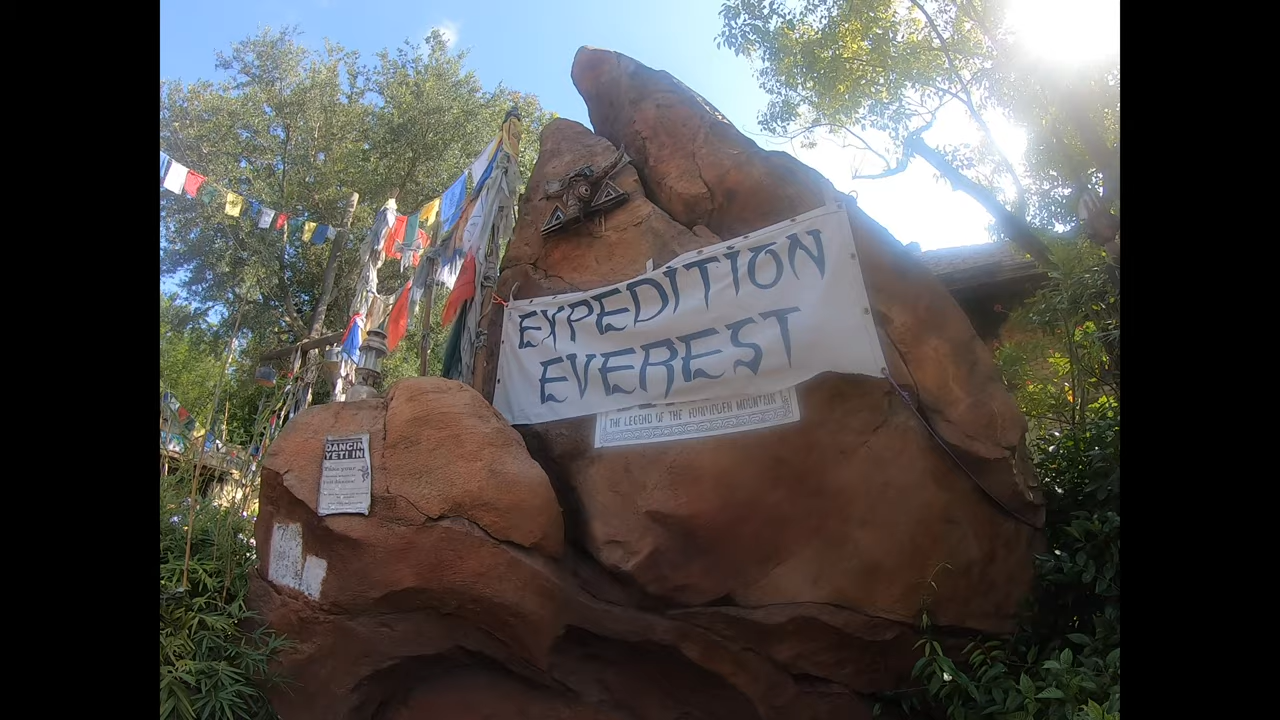 EXPEDITION
EVEREST
THE LEGEND OF THE FORBIDDEN MOUNTAIN
DANCIN
YETI IN